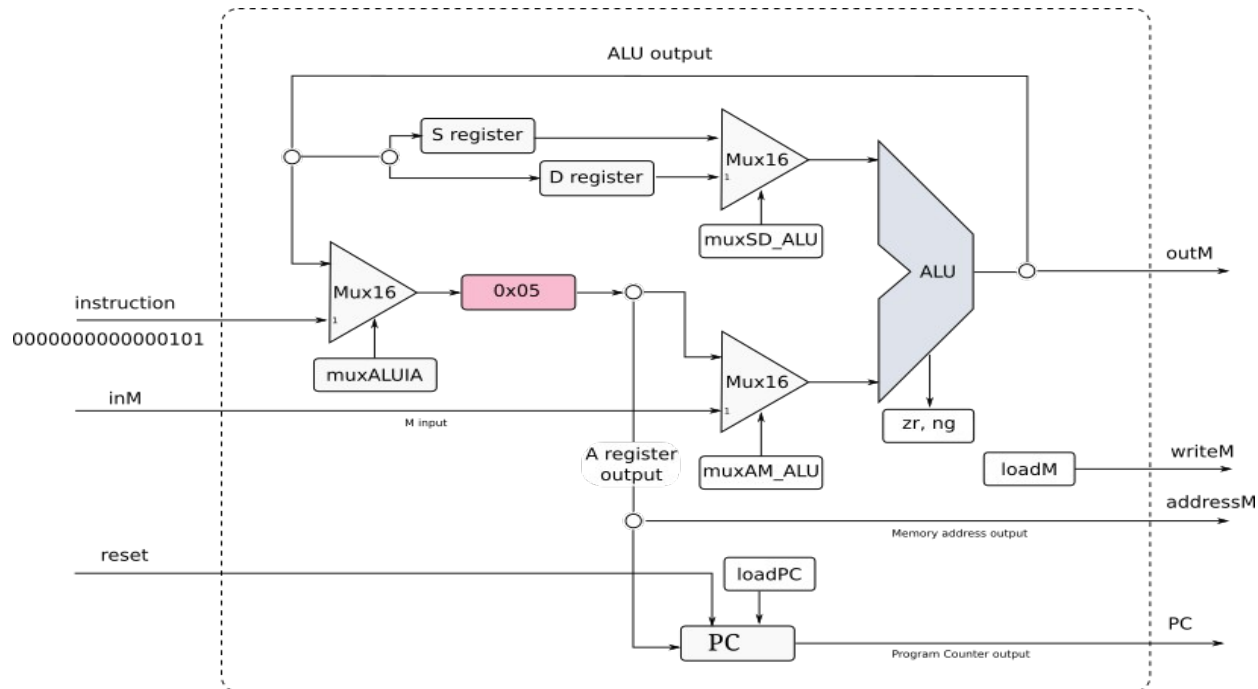 ALU output
S register
Mux16
1
D register
muxSD_ALU
outM
ALU
Mux16
0x05
instruction
1
0000000000000101
muxALUIA
Mux16
inM
1
M input
zr, ng
A register
output
muxAM_ALU
loadM
writeM
addressM
Memory address output
reset
loadPC
PC
PC
Program Counter output